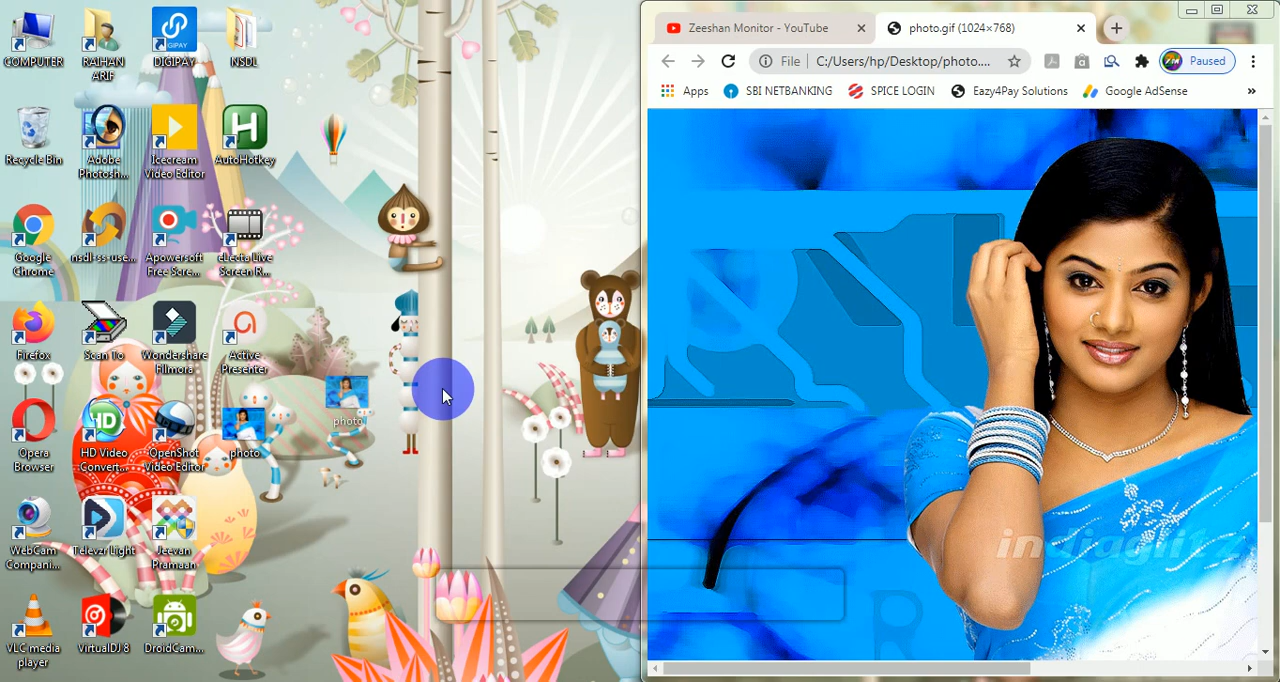 COMPUTER
RAIHAN
ARIF
DIGIPAY
DIGIPAY
NSDL
Recycle Bin
Adobe
Photosh...
Icecream
Video Editor
H
AutoHotkey
Google
Chrome
nsdl-ss-use...
Apowersoft
Free Scre...
eLecta Live
Screen R...
Firefox
Scan To
Wondershare
Filmora
Active
Presenter
Opera
Browser
HD
HD Video
Convert...
OpenShot
Video Editor
photo
photo
WebCam
Compani...
Televzr Light
Jeevan
Pramaan
VLC media
player
VirtualDJ 8
DroidCam...
Zeeshan Monitor - YouTube
photo.gif (1024×768)
File
C:/Users/hp/Desktop/photo....
Paused
Apps
SBI NETBANKING
SPICE LOGIN
Eazy4Pay Solutions
Google AdSense
»
indiaglitz